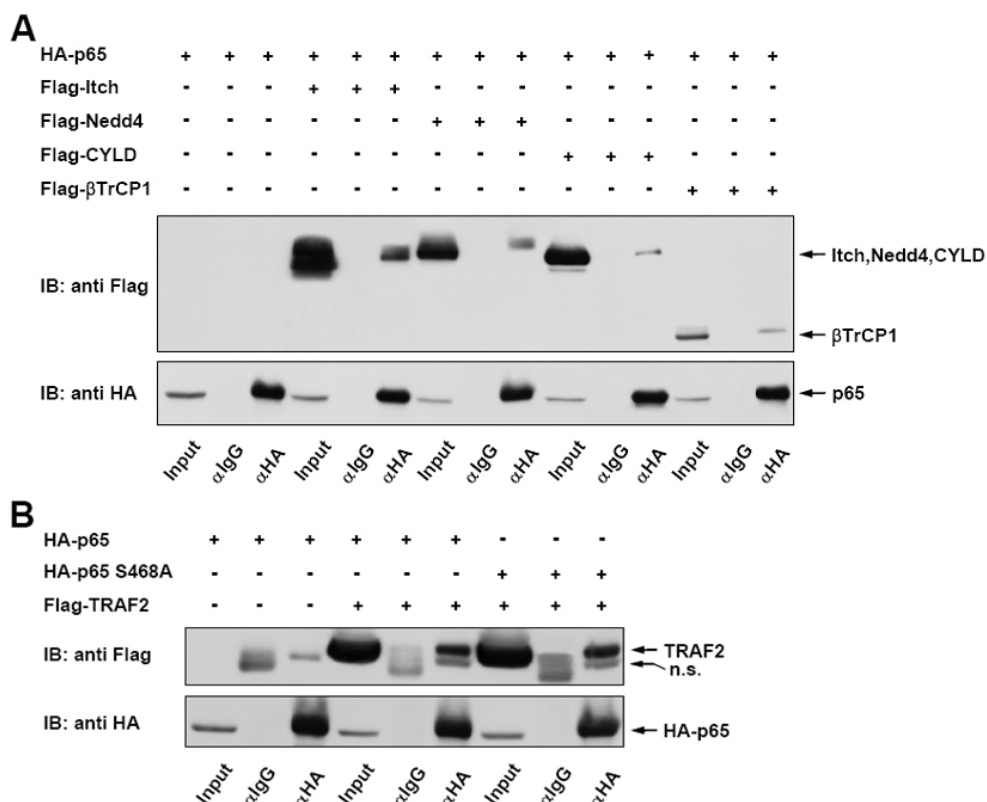 A
HA-p65 + + + + + + + + + + + + + + +
Flag-Itch - - - + + + - - - - - - - - -
Flag-Nedd4 - - - - - - + + + - - - - - -
Flag-CYLD - - - - - - - - - + + + - - -
Flag-βTrCP1 - - - - - - - - - - - - + + +
IB: anti Flag
Itch,Nedd4,CYLD
βTrCP1
IB: anti HA
p65
Input αIgG αHA Input αIgG αHA Input αIgG αHA Input αIgG αHA Input αIgG αHA
B
HA-p65 + + + + + + - - -
HA-p65 S468A - - - - - - + + +
Flag-TRAF2 - - - + + + + + +
IB: anti Flag
TRAF2
n.s.
IB: anti HA
HA-p65
Input αIgG αHA Input αIgG αHA Input αIgG αHA